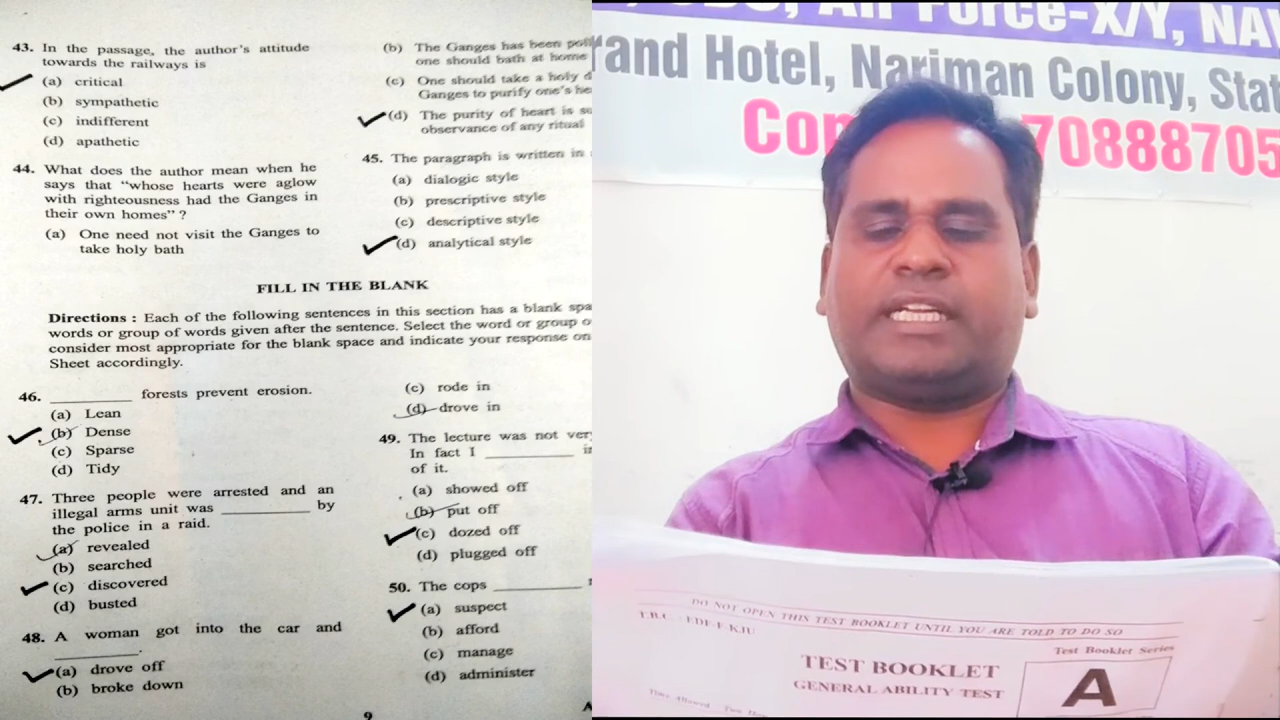 43. In the passage, the author's attitude
towards the railways is
(a) critical
(b) sympathetic
(c) indifferent
(d) apathetic
44. What does the author mean when he
says that "whose hearts were aglow
with righteousness had the Ganges in
their own homes" ?
(a) One need not visit the Ganges to
take holy bath
(b) The Ganges has been
one should bath at home
(c) One should take a holy
Ganges to purify one's
(d) The purity of heart is
observance of any ritual
45. The paragraph is written in
(a) dialogic style
(b) prescriptive style
(c) descriptive style
(d) analytical style
FILL IN THE BLANK
Directions : Each of the following sentences in this section has a blank
words or group of words given after the sentence. Select the word or group
consider most appropriate for the blank space and indicate your response on
Sheet accordingly.
46. __________ forests prevent erosion.
(a) Lean
(b) Dense
(c) Sparse
(d) Tidy
47. Three people were arrested and an
illegal arms unit was __________ by
the police in a raid.
(a) revealed
(b) searched
(c) discovered
(d) busted
48. A woman got into the car and
__________.
(a) drove off
(b) broke down
(c) rode in
(d) drove in
49. The lecture was not
In fact I __________
of it.
(a) showed off
(b) put off
(c) dozed off
(d) plugged off
50. The cops __________
(a) suspect
(b) afford
(c) manage
(d) administer
9
Air Force-X/Y,
Hotel, Nariman Colony,
70888705
DO NOT OPEN THIS TEST BOOKLET UNTIL YOU ARE TOLD TO DO SO
Test Booklet Series
TEST BOOKLET
GENERAL ABILITY TEST
A